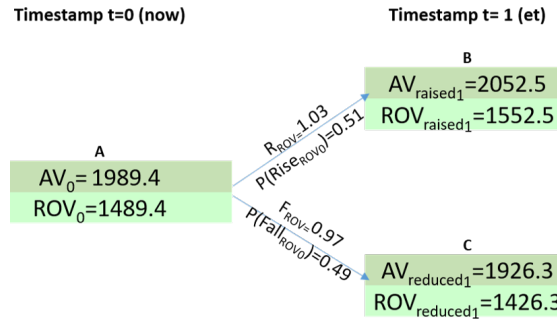 Timestamp t=0 (now)
Timestamp t= 1 (et)
B
AVraised1=2052.5
ROVraised1=1552.5
RROV=1.03
P(RiseROV0)=0.51
A
AV0= 1989.4
ROV0=1489.4
FROV=0.97
P(FallROV0)=0.49
C
AVreduced1=1926.3
ROVreduced1=1426.3